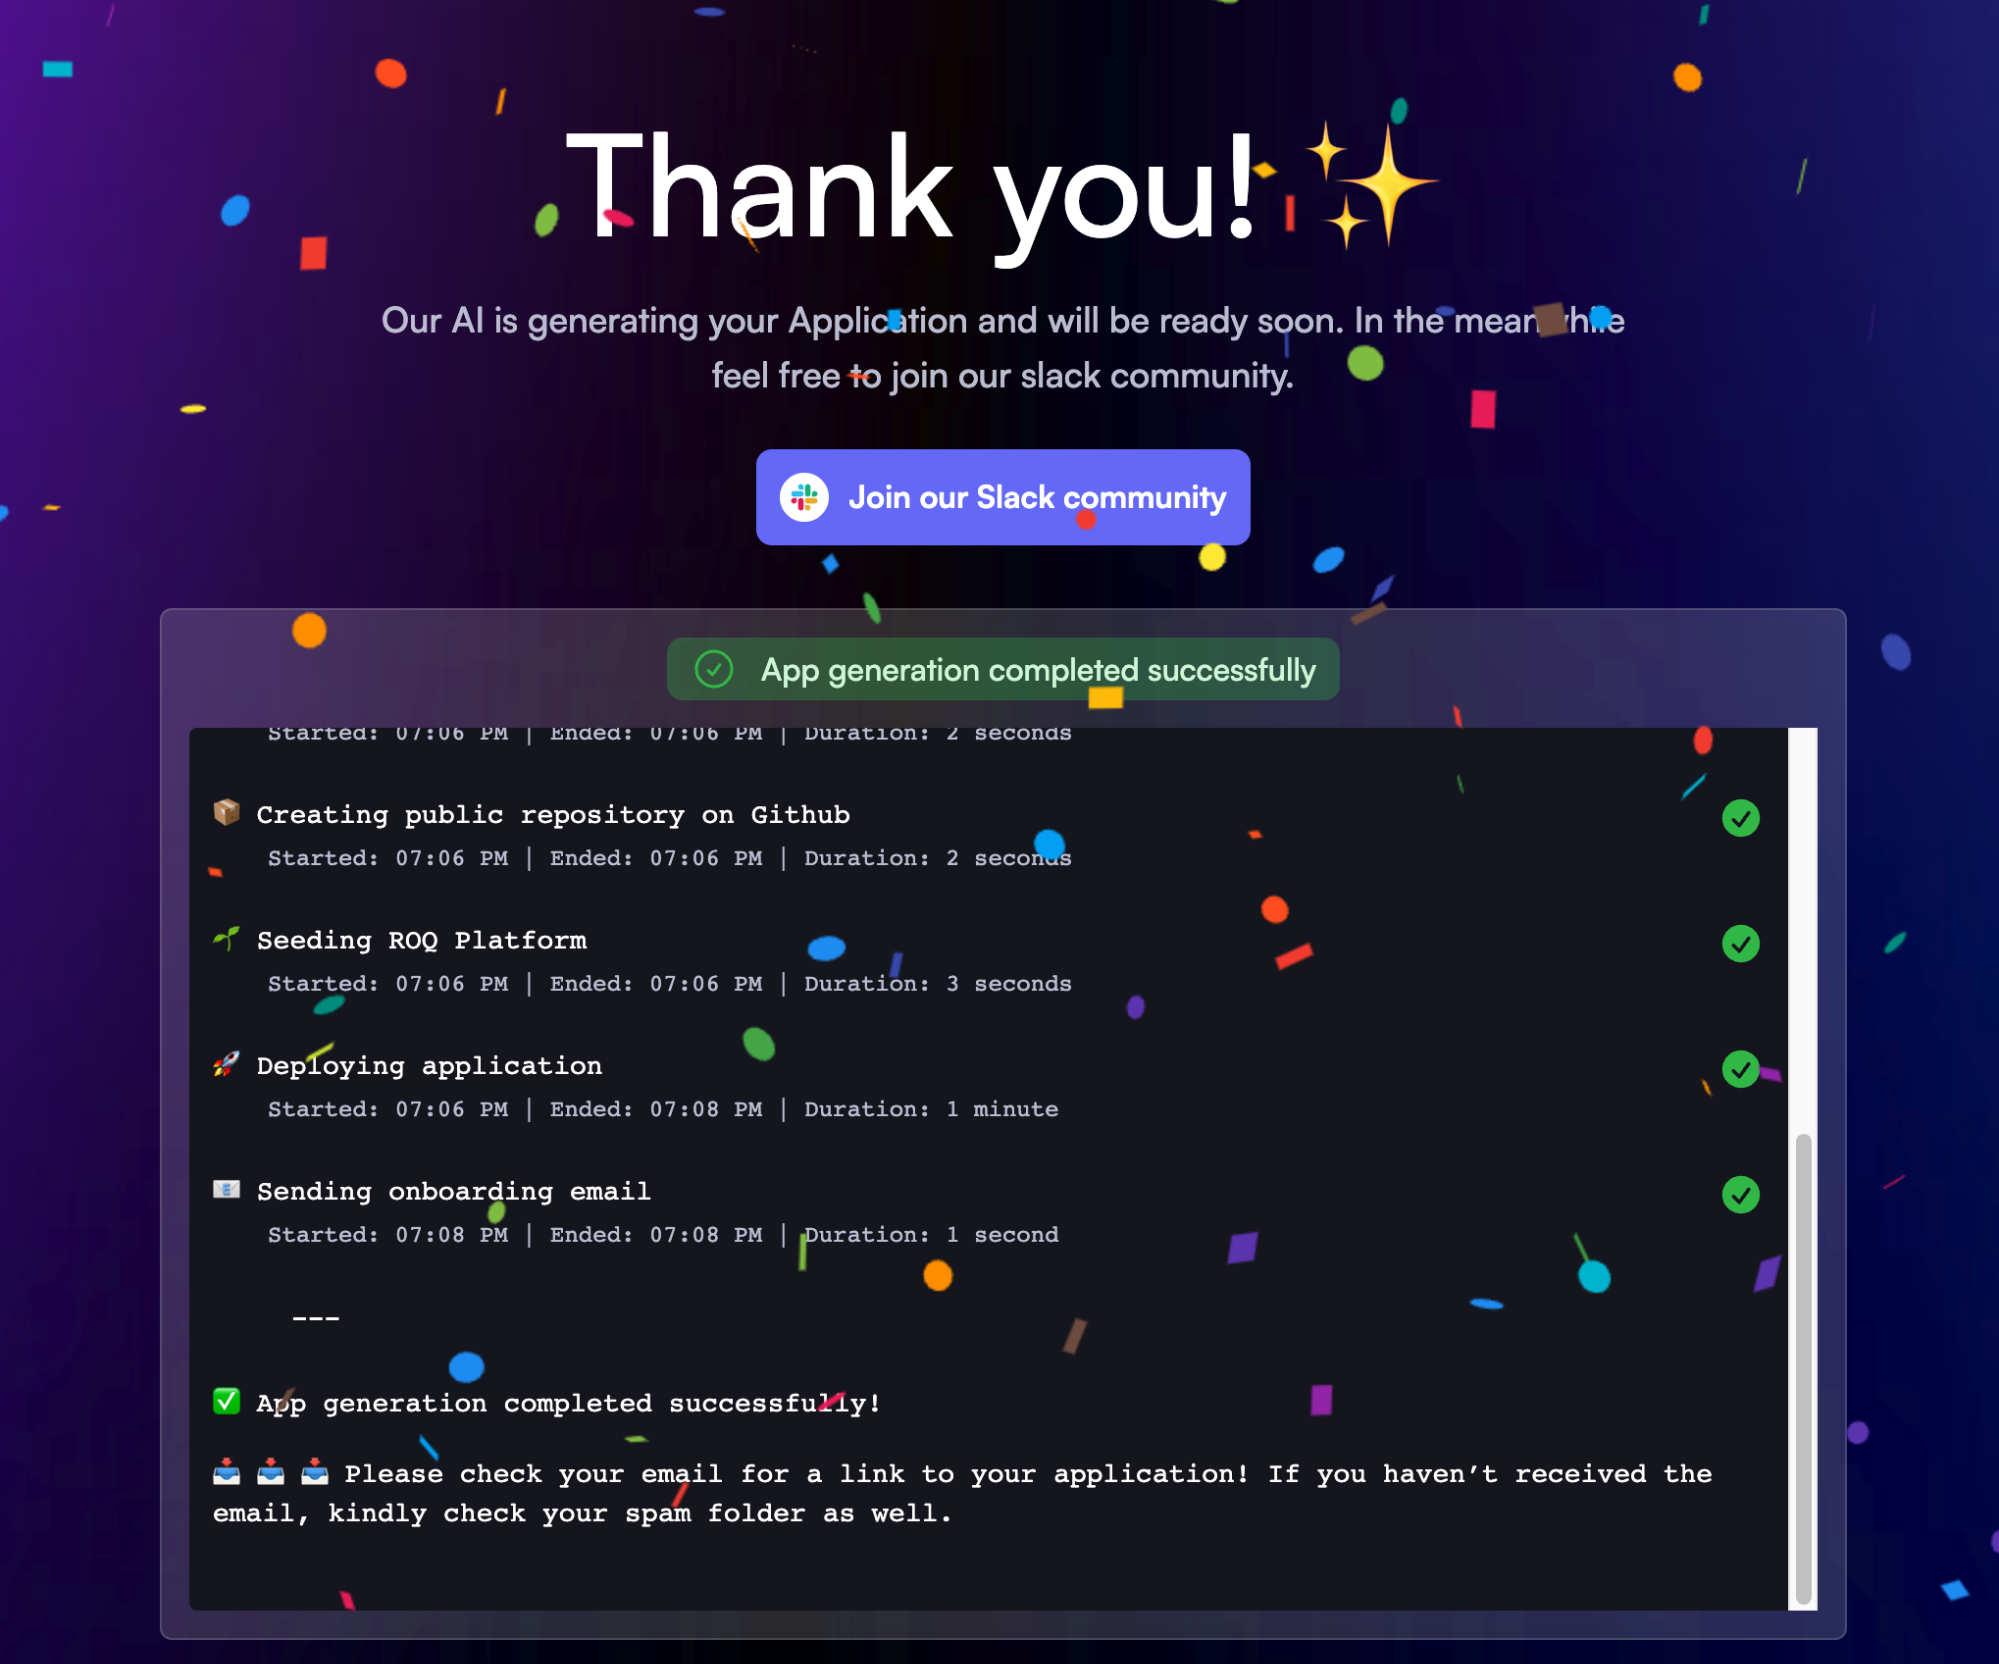 Thank you! ✨
Our AI is generating your Application and will be ready soon. In the meanwhile
feel free to join our slack community.
Join our Slack community
App generation completed successfully
Started: 07:06 PM | Ended: 07:06 PM | Duration: 2 seconds
📦 Creating public repository on Github
Started: 07:06 PM | Ended: 07:06 PM | Duration: 2 seconds
🌱 Seeding ROQ Platform
Started: 07:06 PM | Ended: 07:06 PM | Duration: 3 seconds
🚀 Deploying application
Started: 07:06 PM | Ended: 07:08 PM | Duration: 1 minute
📧 Sending onboarding email
Started: 07:08 PM | Ended: 07:08 PM | Duration: 1 second
---
✅ App generation completed successfully!
📥 📥 📥 Please check your email for a link to your application! If you haven’t received the
email, kindly check your spam folder as well.